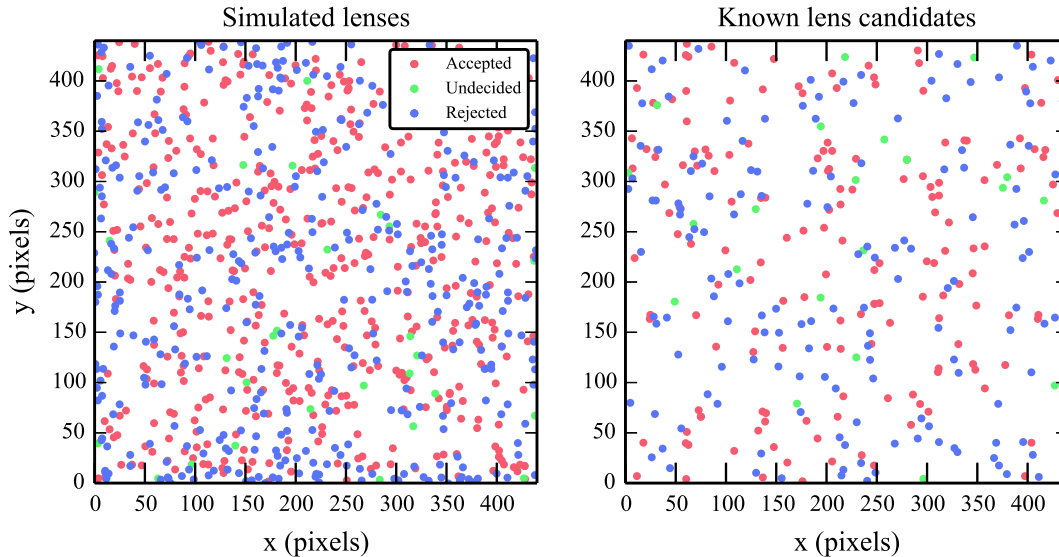 Simulated lenses
Known lens candidates
Accepted
Undecided
Rejected
400
350
300
250
200
150
100
50
0
y (pixels)
0 50 100 150 200 250 300 350 400
x (pixels)
400
350
300
250
200
150
100
50
0
0 50 100 150 200 250 300 350 400
x (pixels)